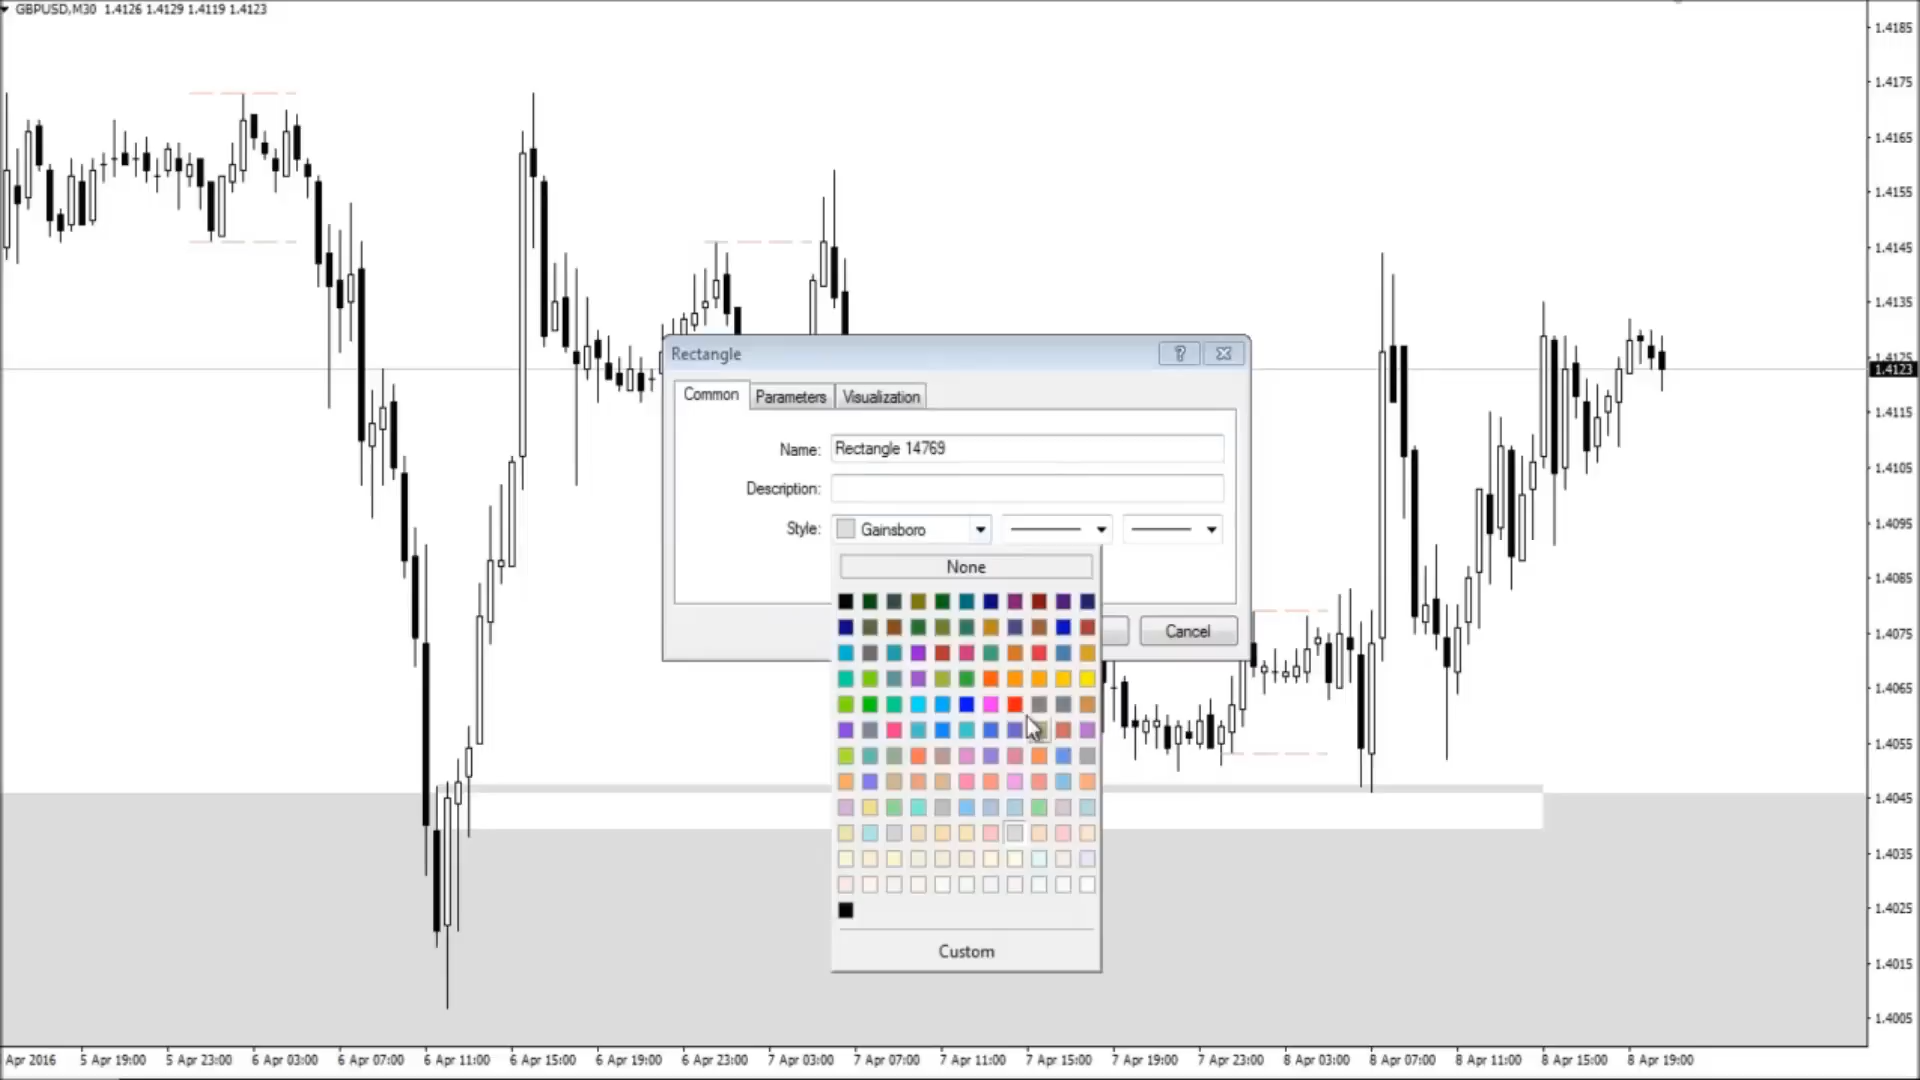 GBPUSD,M30 1.4126 1.4129 1.4119 1.4123
1.4185
1.4175
1.4165
1.4155
1.4145
1.4135
1.4125
1.4123
1.4115
1.4105
1.4095
1.4085
1.4075
1.4065
1.4055
1.4045
1.4035
1.4025
1.4015
1.4005
Rectangle
Common Parameters Visualization
Name: Rectangle 14769
Description:
Style: Gainsboro
None
Cancel
Custom
Apr 2016 5 Apr 19:00 5 Apr 23:00 6 Apr 03:00 6 Apr 07:00 6 Apr 11:00 6 Apr 15:00 6 Apr 19:00 6 Apr 23:00 7 Apr 03:00 7 Apr 07:00 7 Apr 11:00 7 Apr 15:00 7 Apr 19:00 7 Apr 23:00 8 Apr 03:00 8 Apr 07:00 8 Apr 11:00 8 Apr 15:00 8 Apr 19:00